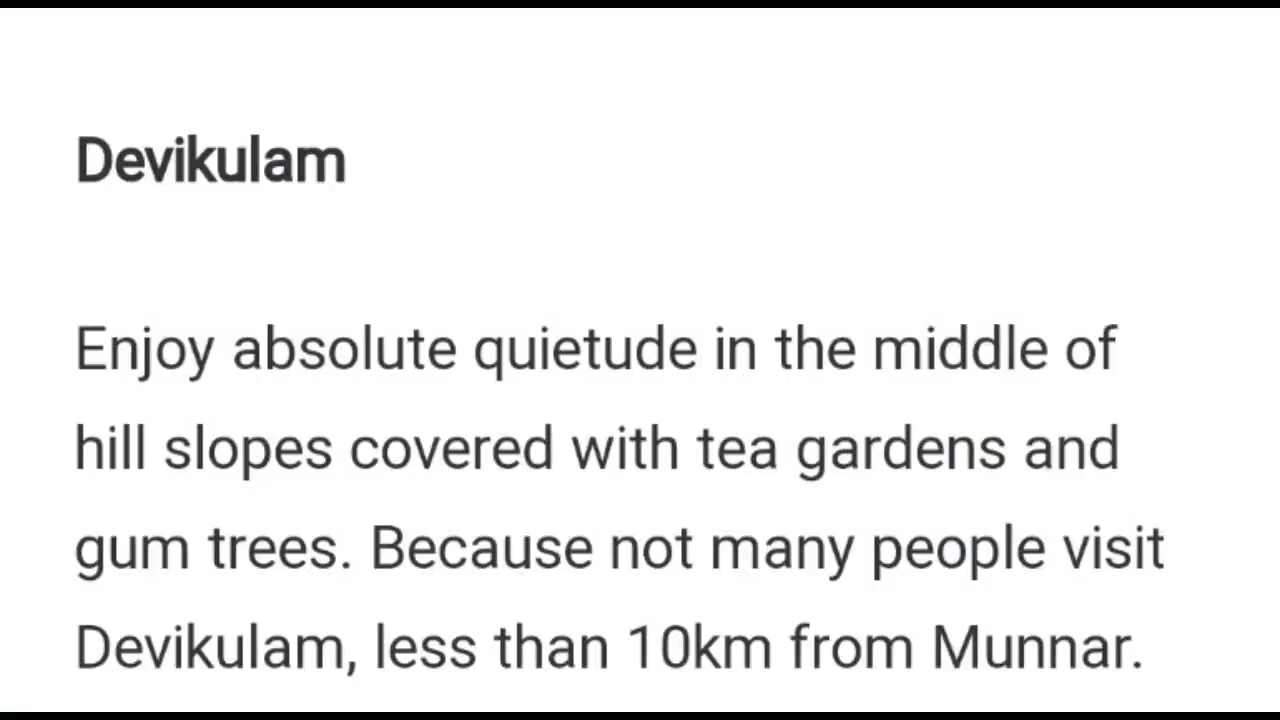 Devikulam
Enjoy absolute quietude in the middle of
hill slopes covered with tea gardens and
gum trees. Because not many people visit
Devikulam, less than 10km from Munnar.